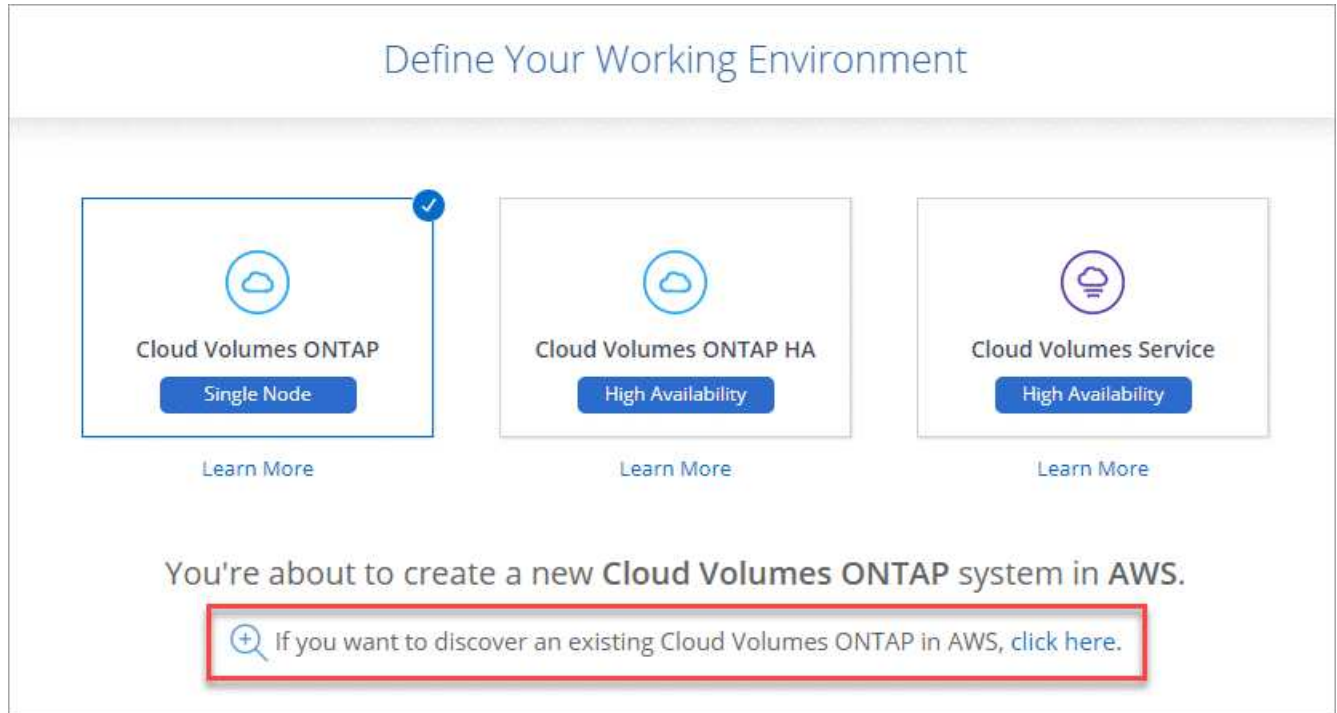 Define Your Working Environment
Cloud Volumes ONTAP
Single Node
Learn More
Cloud Volumes ONTAP HA
High Availability
Learn More
Cloud Volumes Service
High Availability
Learn More
You're about to create a new Cloud Volumes ONTAP system in AWS.
If you want to discover an existing Cloud Volumes ONTAP in AWS, click here.